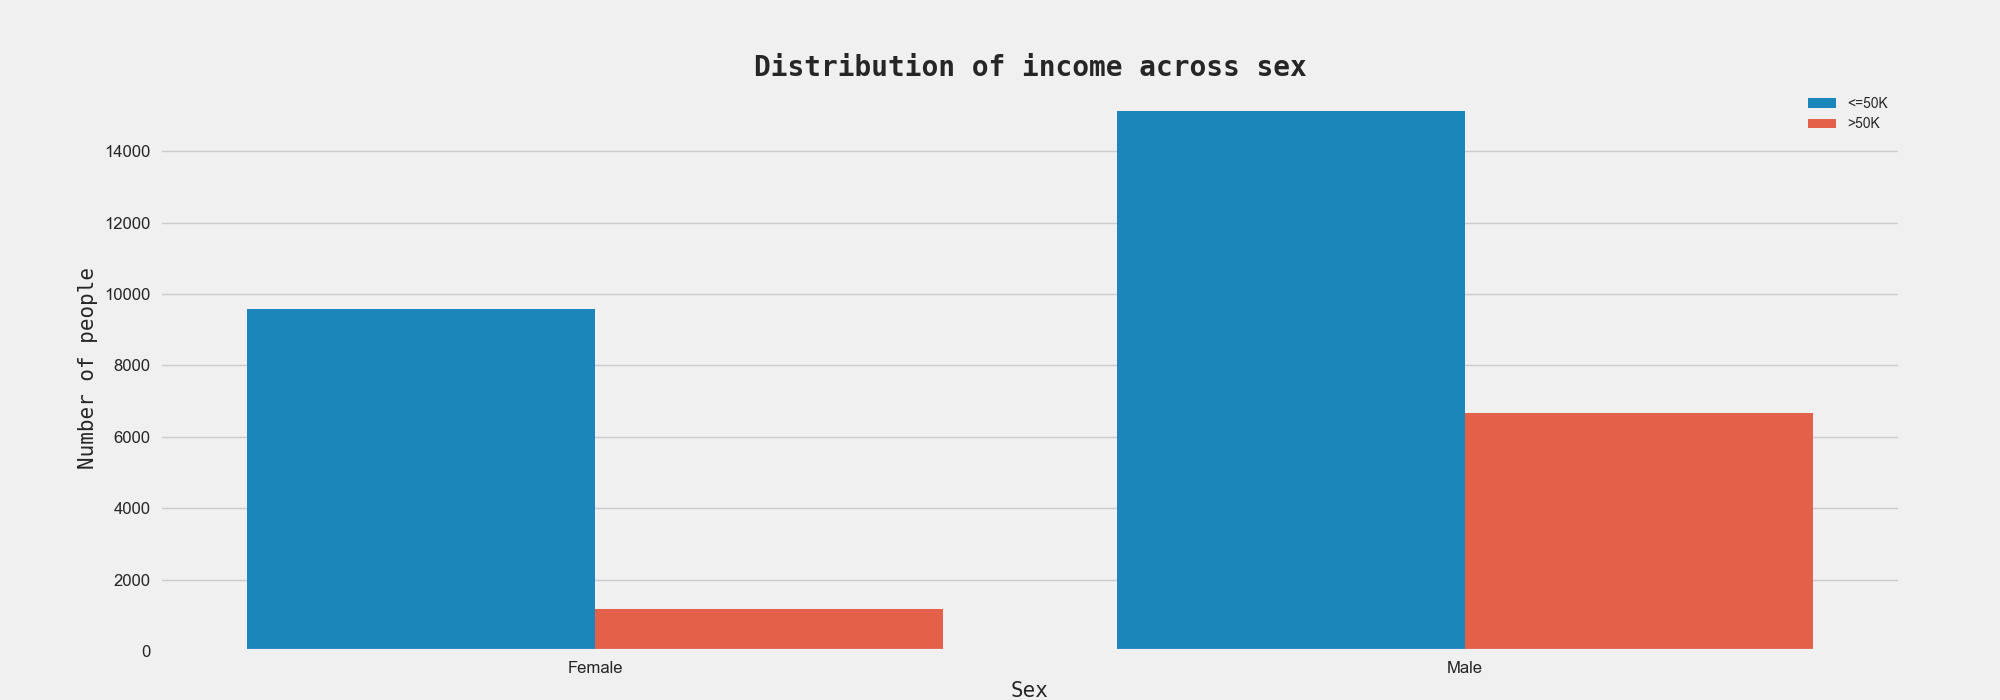 Distribution of income across sex
<=50K
>50K
14000
12000
10000
8000
6000
4000
2000
0
Number of people
Female
Male
Sex